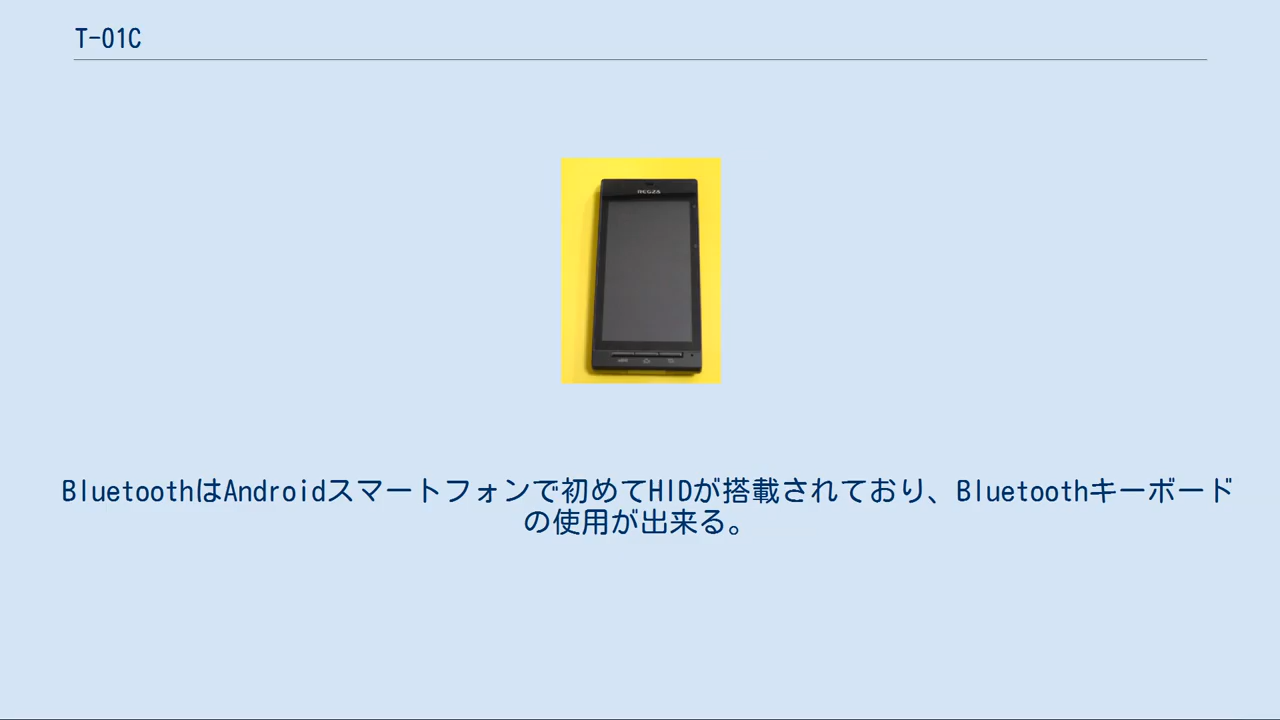 T-01C
REGZA
BluetoothはAndroidスマートフォンで初めてHIDが搭載されており、Bluetoothキーボード
の使用が出来る。